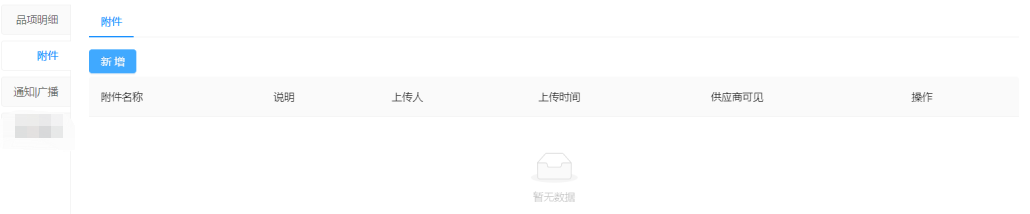 品项明细
附件
通知|广播
附件
新 增
附件名称 说明 上传人 上传时间 供应商可见 操作
暂无数据